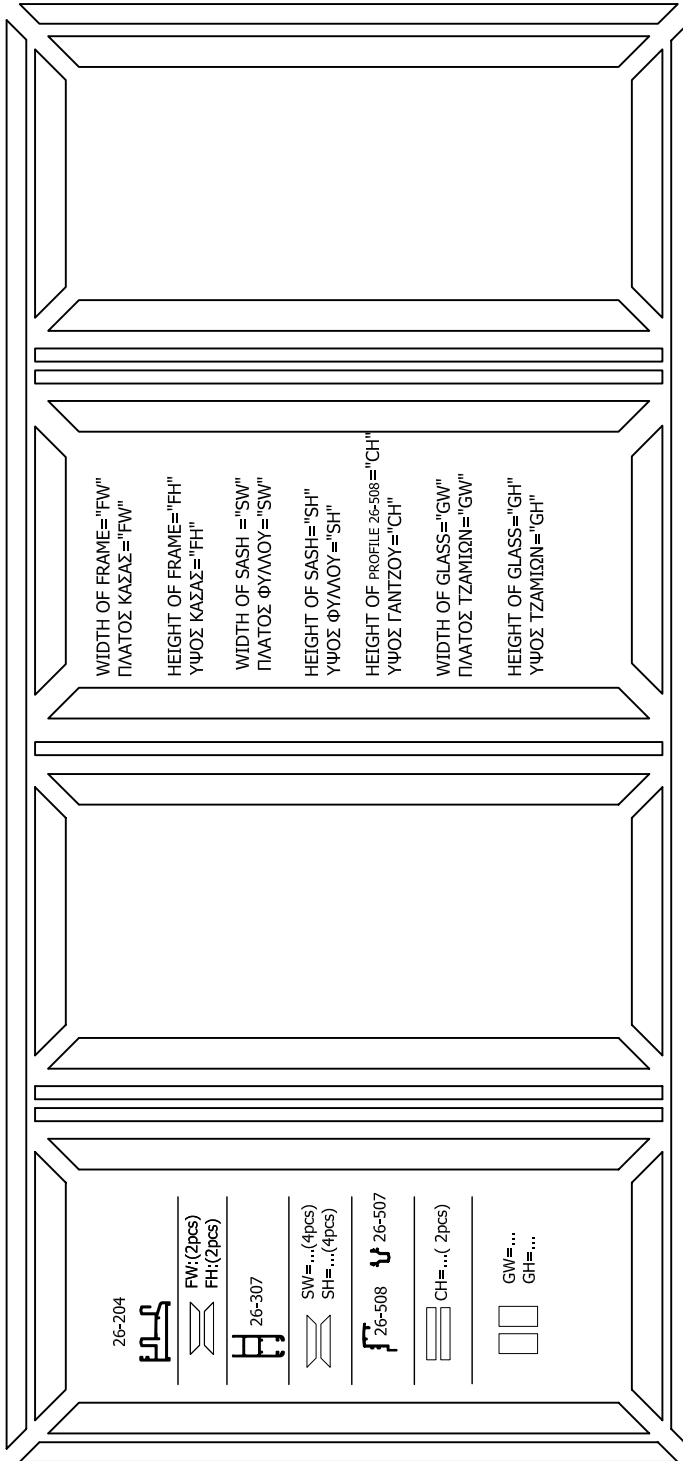 26-204
FW:(2pcs)
FH:(2pcs)
26-307
SW=...(4pcs)
SH=...(4pcs)
26-508
26-507
CH=...( 2pcs)
GW=...
GH=...
WIDTH OF FRAME="FW"
ΠΛΑΤΟΣ ΚΑΣΑΣ="FW"
HEIGHT OF FRAME="FH"
ΥΨΟΣ ΚΑΣΑΣ="FH"
WIDTH OF SASH ="SW"
ΠΛΑΤΟΣ ΦΥΛΛΟΥ="SW"
HEIGHT OF SASH="SH"
ΥΨΟΣ ΦΥΛΛΟΥ="SH"
HEIGHT OF PROFILE 26-508="CH"
ΥΨΟΣ ΓΑΝΤΖΟΥ="CH"
WIDTH OF GLASS="GW"
ΠΛΑΤΟΣ ΤΖΑΜΙΩΝ="GW"
HEIGHT OF GLASS="GH"
ΥΨΟΣ ΤΖΑΜΙΩΝ="GH"